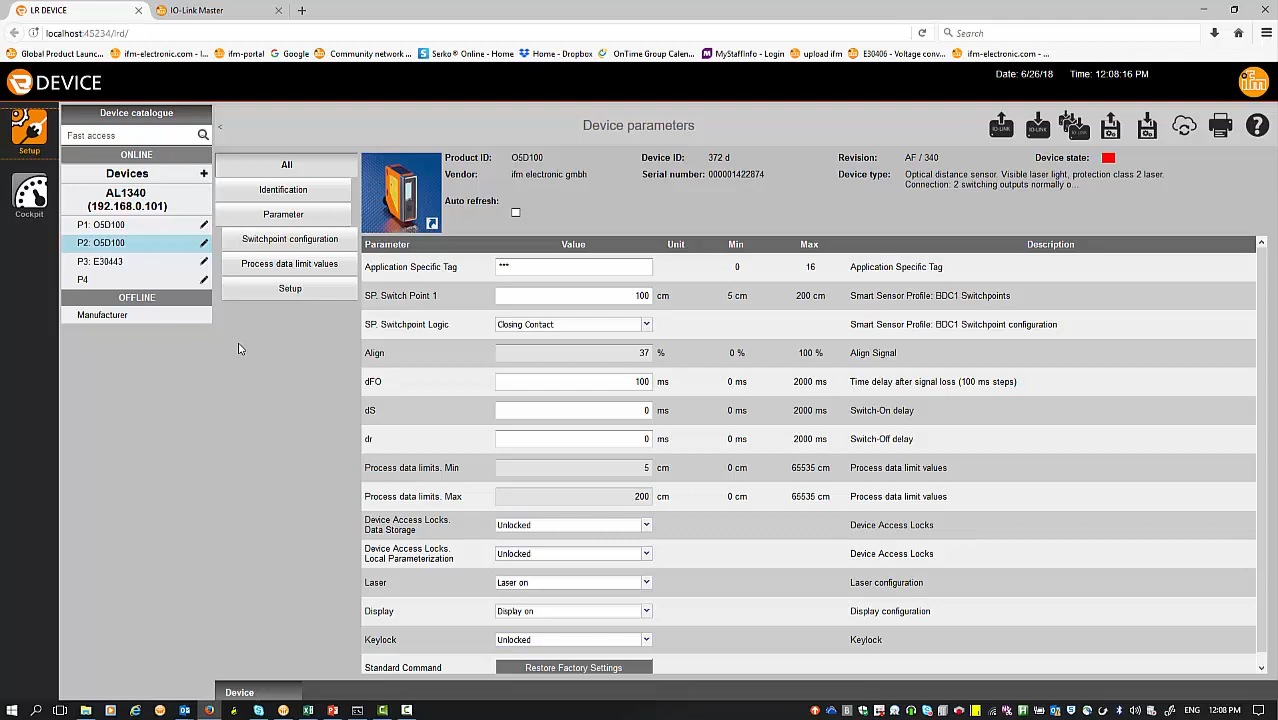 LR DEVICE
IO-Link Master
localhost:45234/lrd/
Search
Global Product Launc...
ifm-electronic.com - I...
ifm-portal
Google
Community network ...
Serko® Online - Home
Home - Dropbox
OnTime Group Calen...
MyStaffInfo - Login
upload ifm
E30406 - Voltage conv...
ifm-electronic.com - ...
DEVICE
Date: 6/26/18
Time: 12:08:16 PM
ifm
Setup
Cockpit
Device catalogue
Fast access
ONLINE
Devices +
AL1340
(192.168.0.101)
P1: O5D100
P2: O5D100
P3: E30443
P4
OFFLINE
Manufacturer
<
Device parameters
IO-LINK
IO-LINK
IO-LINK
?
All
Identification
Parameter
Switchpoint configuration
Process data limit values
Setup
Product ID: O5D100
Device ID: 372 d
Revision: AF / 340
Device state:
Vendor: ifm electronic gmbh
Serial number: 000001422874
Device type: Optical distance sensor. Visible laser light, protection class 2 laser.
Connection: 2 switching outputs normally o...
Auto refresh:
Parameter Value Unit Min Max Description
Application Specific Tag *** 0 16 Application Specific Tag
SP. Switch Point 1 100 cm 5 cm 200 cm Smart Sensor Profile: BDC1 Switchpoints
SP. Switchpoint Logic Closing Contact Smart Sensor Profile: BDC1 Switchpoint configuration
Align 37 % 0 % 100 % Align Signal
dFO 100 ms 0 ms 2000 ms Time delay after signal loss (100 ms steps)
dS 0 ms 0 ms 2000 ms Switch-On delay
dr 0 ms 0 ms 2000 ms Switch-Off delay
Process data limits. Min 5 cm 0 cm 65535 cm Process data limit values
Process data limits. Max 200 cm 0 cm 65535 cm Process data limit values
Device Access Locks.
Data Storage Unlocked Device Access Locks
Device Access Locks.
Local Parameterization Unlocked Device Access Locks
Laser Laser on Laser configuration
Display Display on Display configuration
Keylock Unlocked Keylock
Standard Command Restore Factory Settings
Device
ENG 12:08 PM